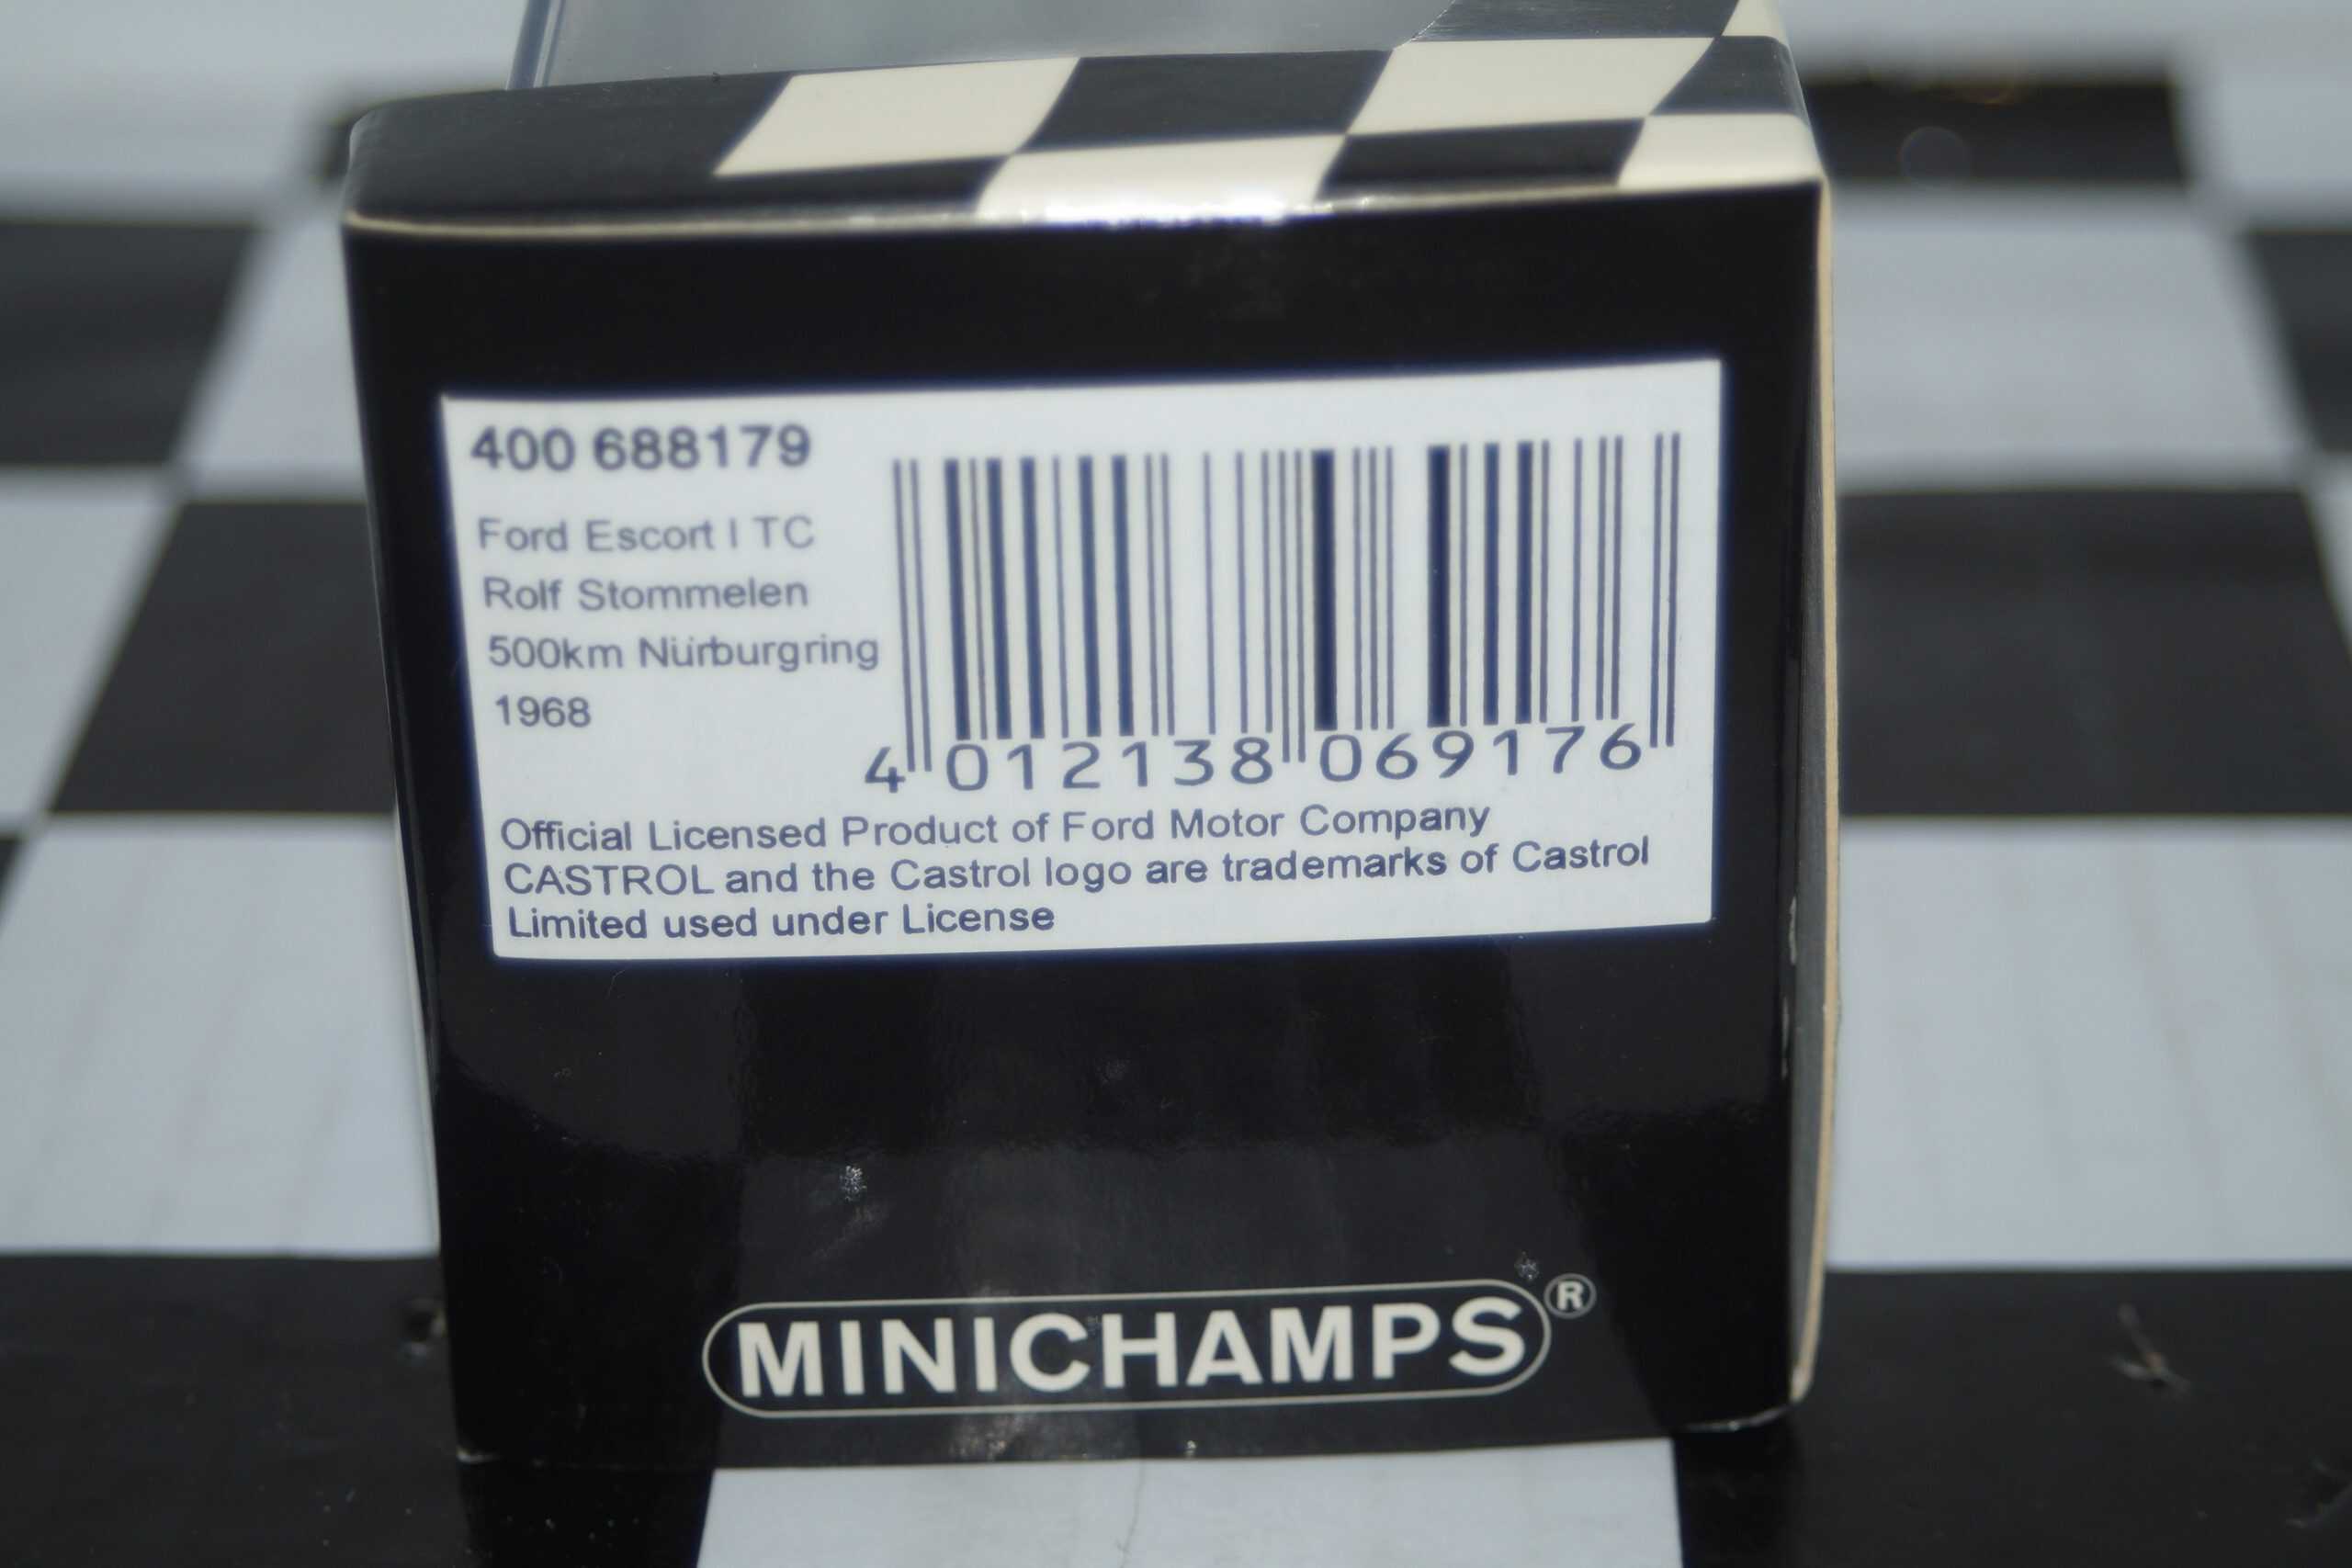 400 688179
Ford Escort I TC
Rolf Stommelen
500km Nürburgring
1968
4 012138 069176
Official Licensed Product of Ford Motor Company
CASTROL and the Castrol logo are trademarks of Castrol
Limited used under License
MINICHAMPS®